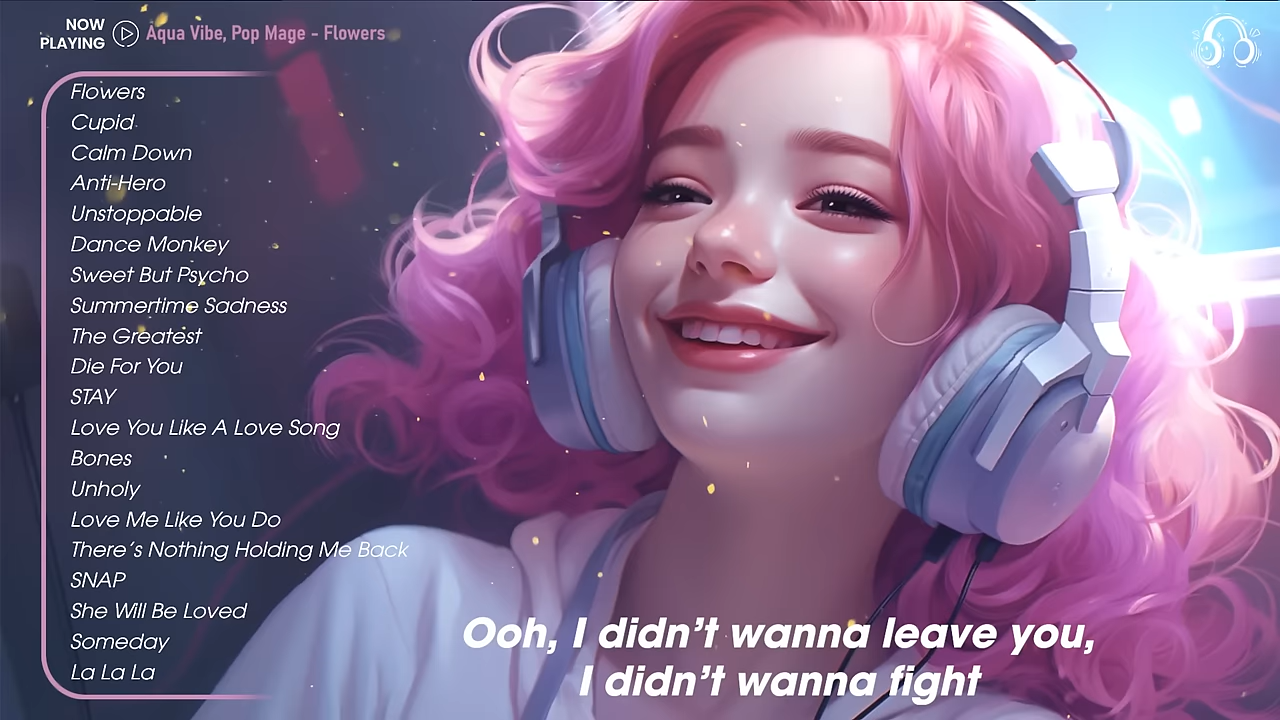 NOW
PLAYING
Aqua Vibe, Pop Mage - Flowers
Flowers
Cupid
Calm Down
Anti-Hero
Unstoppable
Dance Monkey
Sweet But Psycho
Summertime Sadness
The Greatest
Die For You
STAY
Love You Like A Love Song
Bones
Unholy
Love Me Like You Do
There's Nothing Holding Me Back
SNAP
She Will Be Loved
Someday
La La La
Ooh, I didn't wanna leave you,
I didn't wanna fight